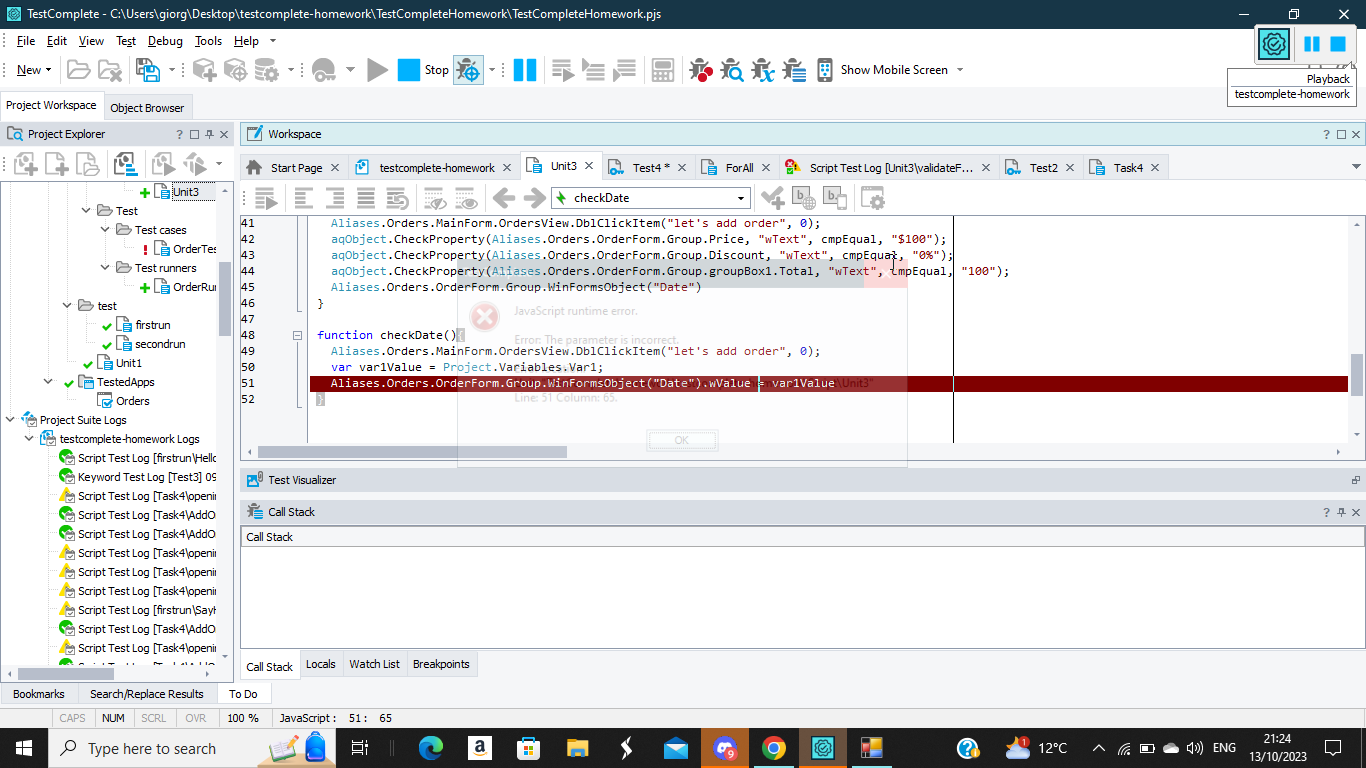 TestComplete - C:\Users\giorg\Desktop\testcomplete-homework\TestCompleteHomework\TestCompleteHomework.pjs
File Edit View Test Debug Tools Help
New Stop Show Mobile Screen
Playback
testcomplete-homework
Project Workspace Object Browser
Project Explorer
Workspace
Start Page testcomplete-homework Unit3 Test4 * ForAll Script Test Log [Unit3\validateF... Test2 Task4
checkDate
Unit3
Test
Test cases
OrderTes
Test runners
OrderRun
test
firstrun
secondrun
Unit1
TestedApps
Orders
Project Suite Logs
testcomplete-homework Logs
Script Test Log [firstrun\Hello
Keyword Test Log [Test3] 09
Script Test Log [Task4\openin
Script Test Log [Task4\AddO
Script Test Log [Task4\AddO
Script Test Log [Task4\openin
Script Test Log [Task4\openin
Script Test Log [Task4\openin
Script Test Log [firstrun\SayH
Script Test Log [Task4\AddO
Script Test Log [Task4\openin
41 Aliases.Orders.MainForm.OrdersView.DblClickItem("let's add order", 0);
42 aqObject.CheckProperty(Aliases.Orders.OrderForm.Group.Price, "wText", cmpEqual, "$100");
43 aqObject.CheckProperty(Aliases.Orders.OrderForm.Group.Discount, "wText", cmpEqual, "0%");
44 aqObject.CheckProperty(Aliases.Orders.OrderForm.Group.groupBox1.Total, "wText", cmpEqual, "100");
45 Aliases.Orders.OrderForm.Group.WinFormsObject("Date")
46 }
47
48 function checkDate(){
49 Aliases.Orders.MainForm.OrdersView.DblClickItem("let's add order", 0);
50 var var1Value = Project.Variables.Var1;
51 Aliases.Orders.OrderForm.Group.WinFormsObject("Date").wValue = var1Value
52 }
JavaScript runtime error.
Error: The parameter is incorrect.
\Unit3"
Line: 51 Column: 65.
OK
Test Visualizer
Call Stack
Call Stack
Call Stack Locals Watch List Breakpoints
Bookmarks Search/Replace Results To Do
CAPS NUM SCRL OVR 100 % JavaScript : 51 : 65
Type here to search
9
12°C
ENG
21:24
13/10/2023